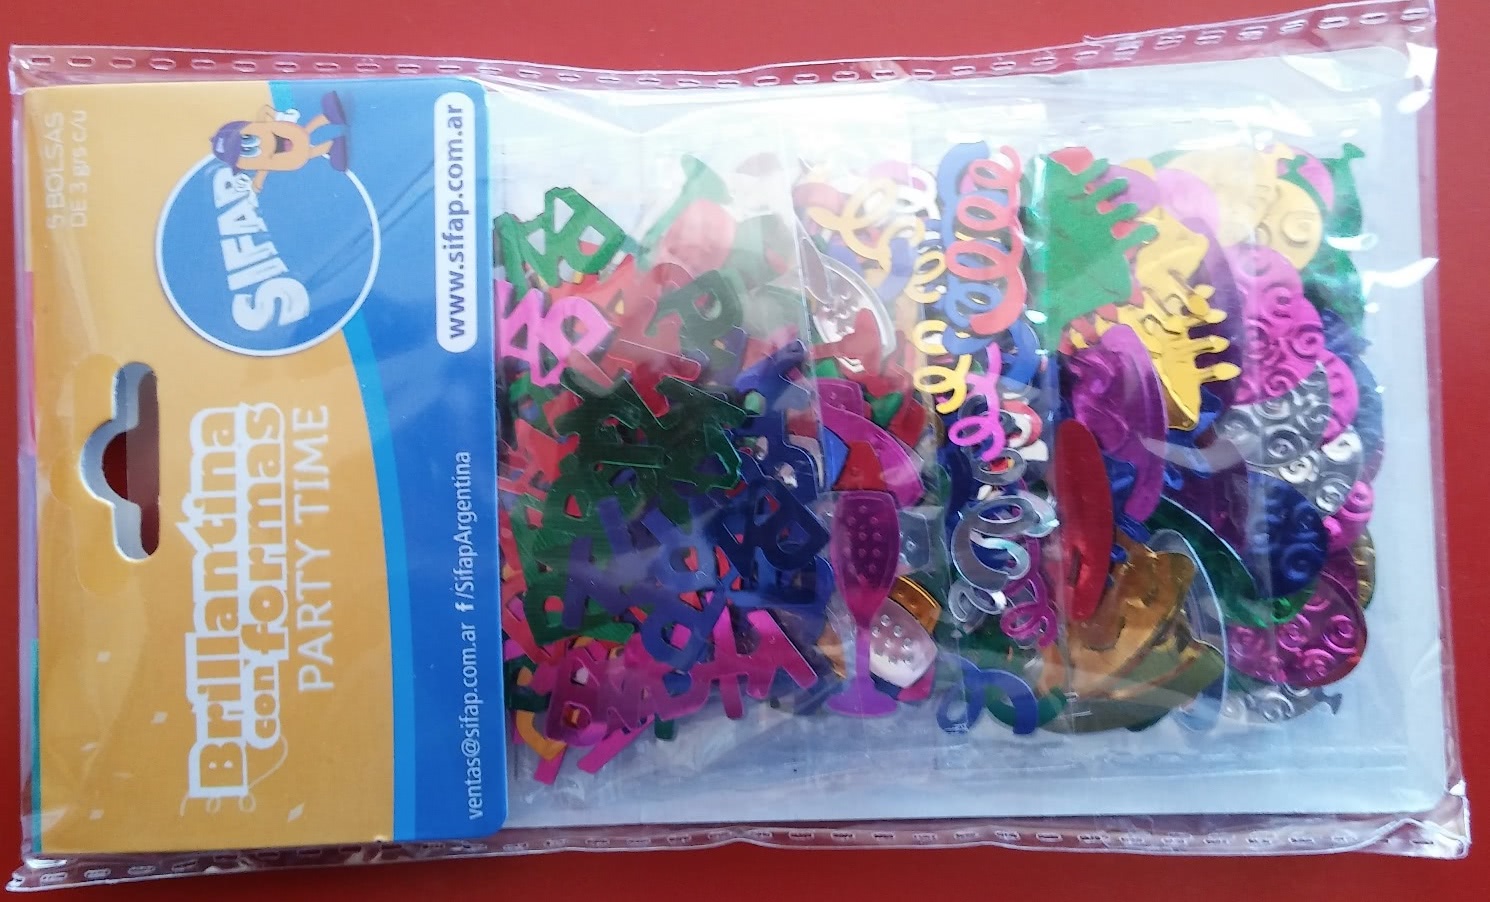 5 BOLSAS
DE 3 grs c/u
SIFAP
Brillantina
con formas
PARTY TIME
www.sifap.com.ar
ventas@sifap.com.ar f/SifapArgentina